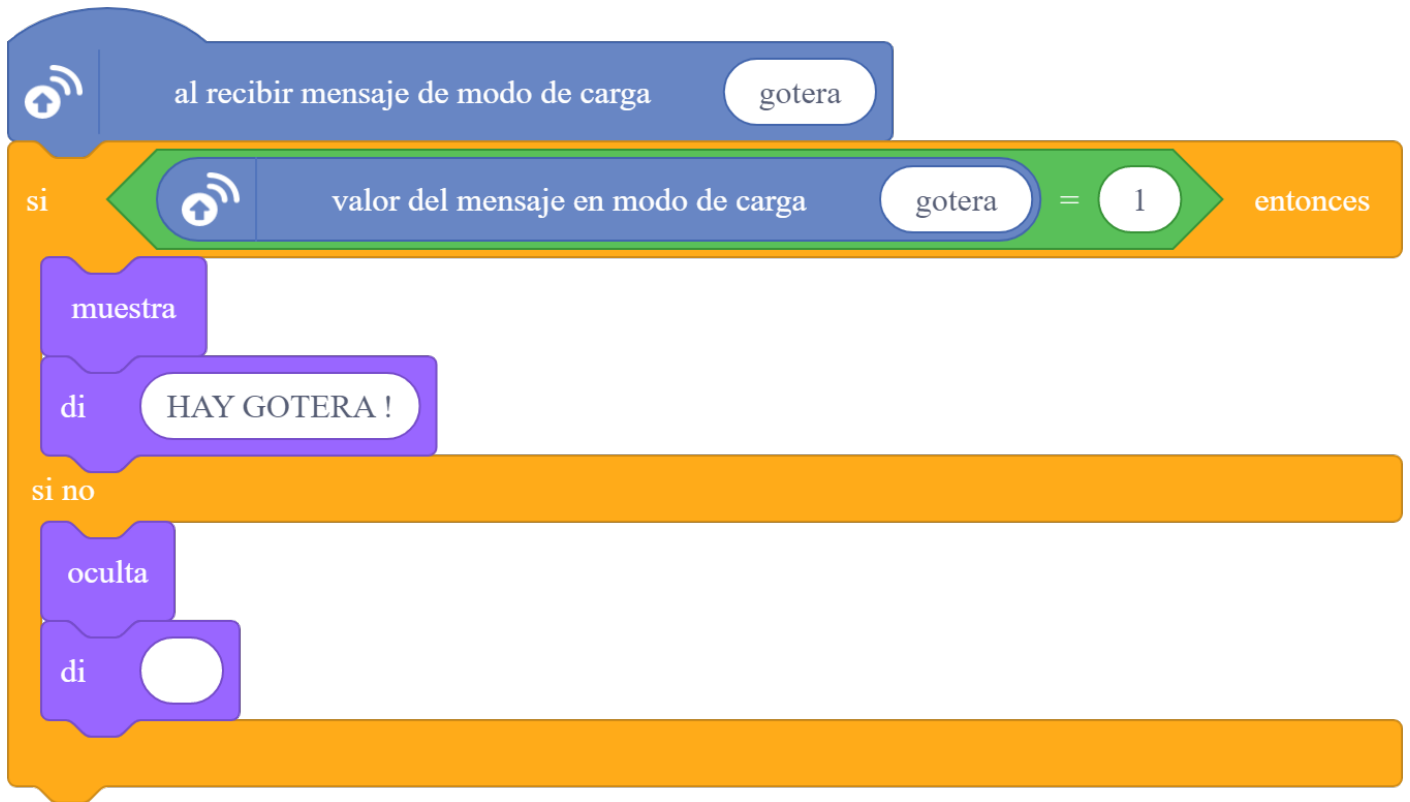 al recibir mensaje de modo de carga gotera
si valor del mensaje en modo de carga gotera = 1 entonces
muestra
di HAY GOTERA !
si no
oculta
di